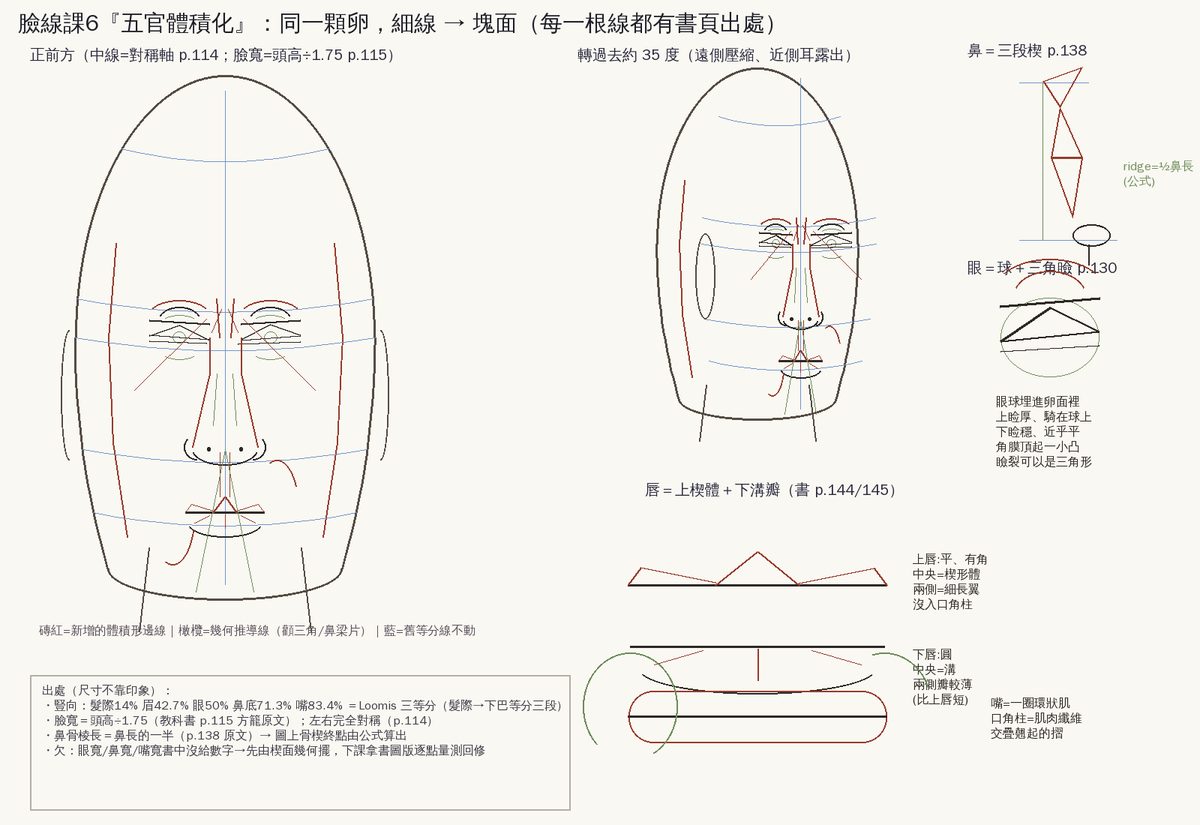 臉線課6『五官體積化』：同一顆卵，細線 → 塊面（每一根線都有書頁出處）
正前方（中線=對稱軸 p.114；臉寬=頭高÷1.75 p.115）
轉過去約 35 度（遠側壓縮、近側耳露出）
鼻＝三段楔 p.138
ridge=½鼻長
(公式)
眼＝球＋三角瞼 p.130
眼球埋進卵面裡
上瞼厚、騎在球上
下瞼穩、近乎平
角膜頂起一小凸
瞼裂可以是三角形
唇＝上楔體＋下溝瓣（書 p.144/145）
上唇:平、有角
中央=楔形體
兩側=細長翼
沒入口角柱
下唇:圓
中央=溝
兩側瓣較薄
(比上唇短)
嘴=一圈環狀肌
口角柱=肌肉纖維
交疊翹起的摺
磚紅=新增的體積形邊線｜橄欖=幾何推導線（顴三角/鼻梁片）｜藍=舊等分線不動
出處（尺寸不靠印象）：
・豎向：髮際14% 眉42.7% 眼50% 鼻底71.3% 嘴83.4% ＝Loomis 三等分（髮際→下巴等分三段）
・臉寬＝頭高÷1.75（教科書 p.115 方龐原文）；左右完全對稱（p.114）
・鼻骨稜長＝鼻長的一半（p.138 原文）→ 圖上骨楔終點由公式算出
・欠：眼寬/鼻寬/嘴寬書中沒給數字→先由楔面幾何擺，下課拿書圖版逐點量測回修